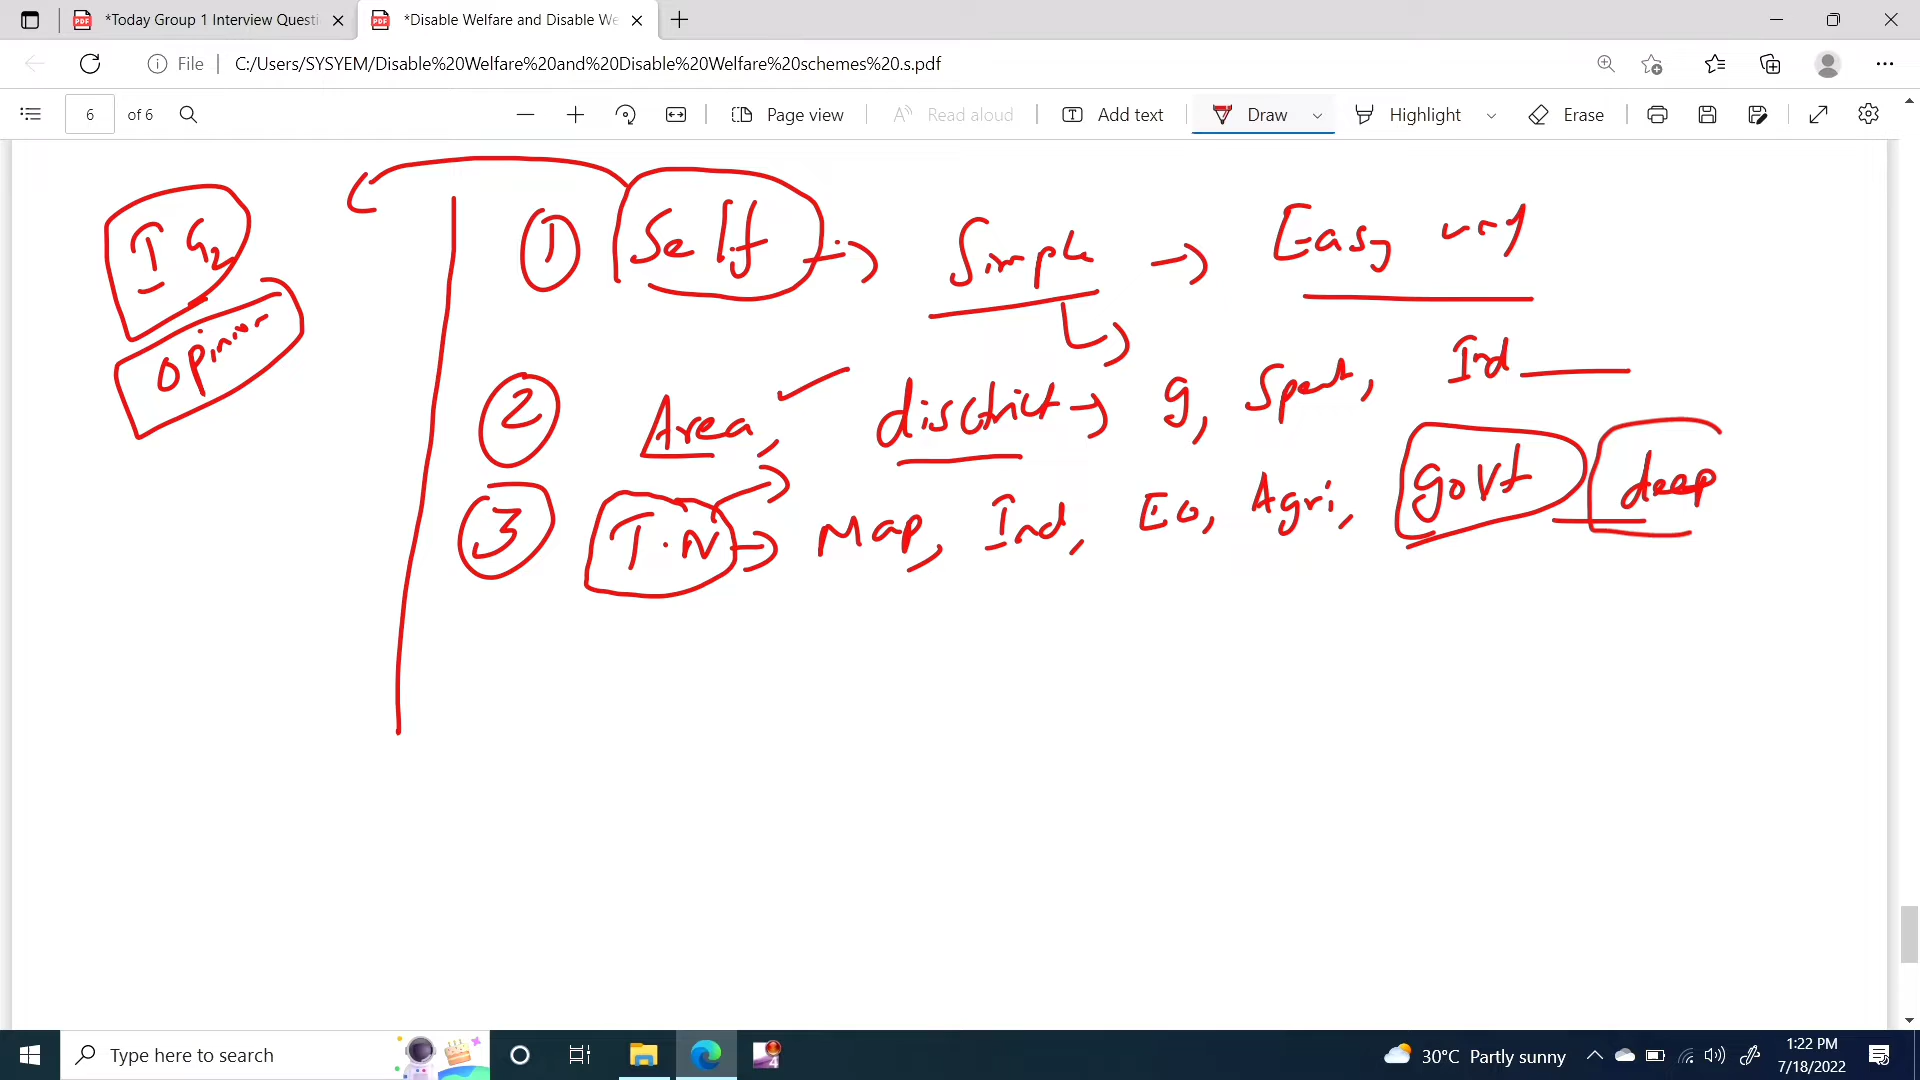 *Today Group 1 Interview Questi
*Disable Welfare and Disable We
File
C:/Users/SYSYEM/Disable%20Welfare%20and%20Disable%20Welfare%20schemes%20.s.pdf
6 of 6
Page view
Read aloud
Add text
Draw
Highlight
Erase
I G2
Opinion
① Self → Simple → Easy way
② Area, district → g, Sport, Ind
③ T.N → Map, Ind, Eo, Agri, govt deep
Type here to search
30°C Partly sunny
1:22 PM
7/18/2022